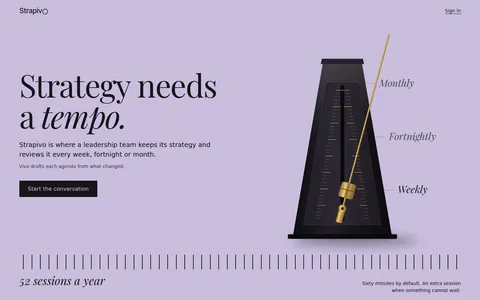 Strapivo
Sign in
Strategy needs
a tempo.
Strapivo is where a leadership team keeps its strategy and
reviews it every week, fortnight or month.
Vivo drafts each agenda from what changed.
Start the conversation
Monthly
Fortnightly
Weekly
52 sessions a year
Sixty minutes by default. An extra session
when something cannot wait.